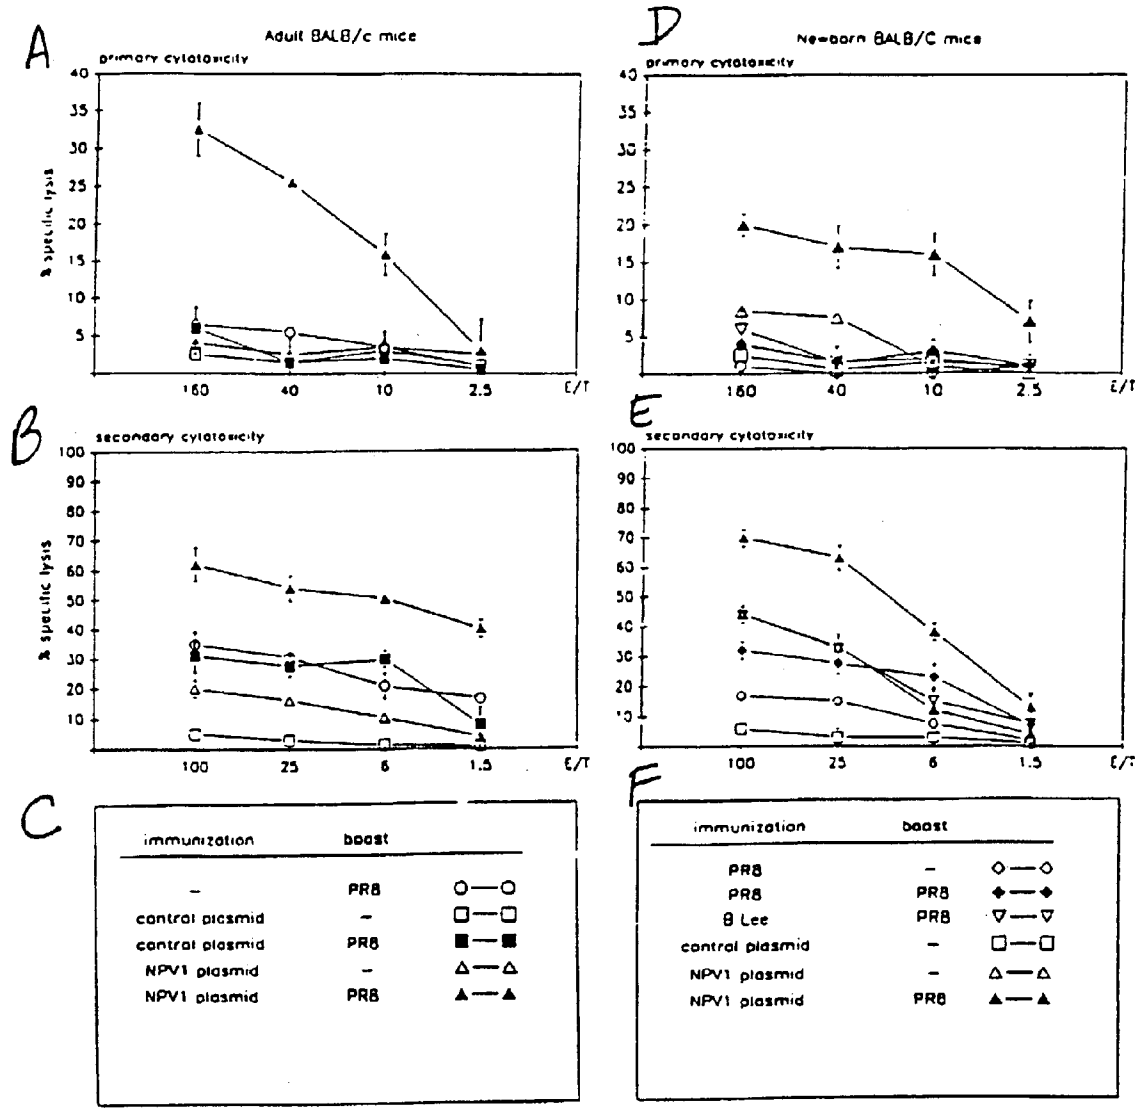 A
Adult BALB/c mice
primary cytotoxicity
40
35
30
25
20
15
10
5
% specific lysis
160 40 10 2.5 E/T
B
secondary cytotoxicity
100
90
80
70
60
50
40
30
20
10
% specific lysis
100 25 6 1.5 E/T
C
immunization boost
– PR8
control plasmid –
control plasmid PR8
NPV1 plasmid –
NPV1 plasmid PR8
D
Newborn BALB/C mice
primary cytotoxicity
40
35
30
25
20
15
10
5
160 40 10 2.5 E/T
E
secondary cytotoxicity
100
90
80
70
60
50
40
30
20
10
100 25 6 1.5 E/T
F
immunization boost
PR8 –
PR8 PR8
B Lee PR8
control plasmid –
NPV1 plasmid –
NPV1 plasmid PR8